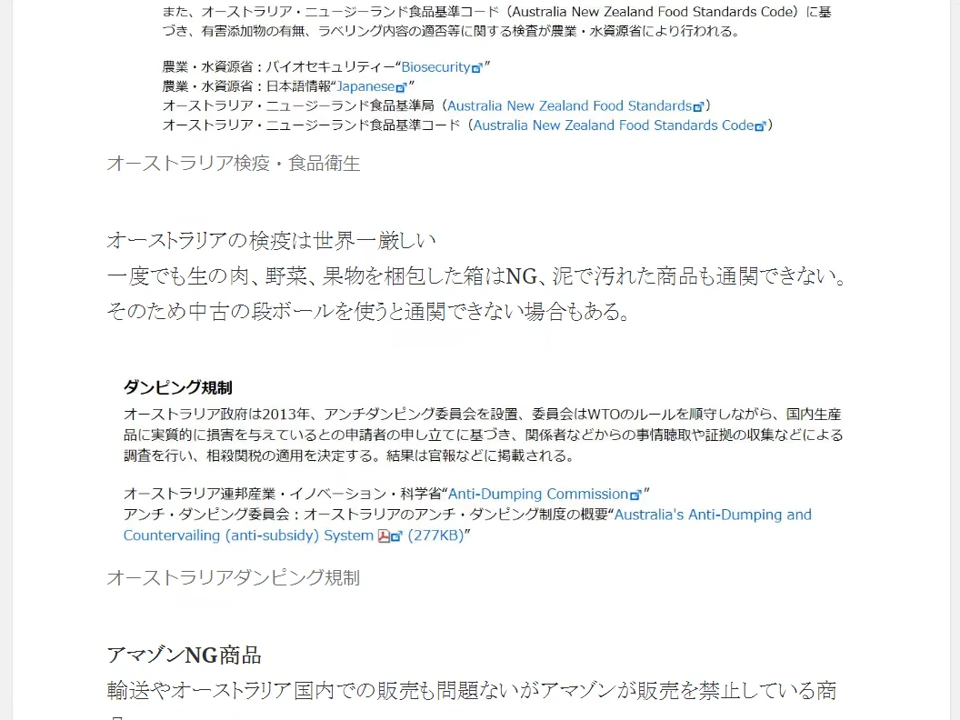 また、オーストラリア・ニュージーランド食品基準コード（Australia New Zealand Food Standards Code）に基
づき、有害添加物の有無、ラベリング内容の適否等に関する検査が農業・水資源省により行われる。
農業・水資源省：バイオセキュリティー“Biosecurity”
農業・水資源省：日本語情報“Japanese”
オーストラリア・ニュージーランド食品基準局（Australia New Zealand Food Standards）
オーストラリア・ニュージーランド食品基準コード（Australia New Zealand Food Standards Code）
オーストラリア検疫・食品衛生
オーストラリアの検疫は世界一厳しい
一度でも生の肉、野菜、果物を梱包した箱はNG、泥で汚れた商品も通関できない。
そのため中古の段ボールを使うと通関できない場合もある。
ダンピング規制
オーストラリア政府は2013年、アンチダンピング委員会を設置、委員会はWTOのルールを順守しながら、国内生産
品に実質的に損害を与えているとの申請者の申し立てに基づき、関係者などからの事情聴取や証拠の収集などによる
調査を行い、相殺関税の適用を決定する。結果は官報などに掲載される。
オーストラリア連邦産業・イノベーション・科学省“Anti-Dumping Commission”
アンチ・ダンピング委員会：オーストラリアのアンチ・ダンピング制度の概要“Australia's Anti-Dumping and
Countervailing (anti-subsidy) System (277KB)”
オーストラリアダンピング規制
アマゾンNG商品
輸送やオーストラリア国内での販売も問題ないがアマゾンが販売を禁止している商